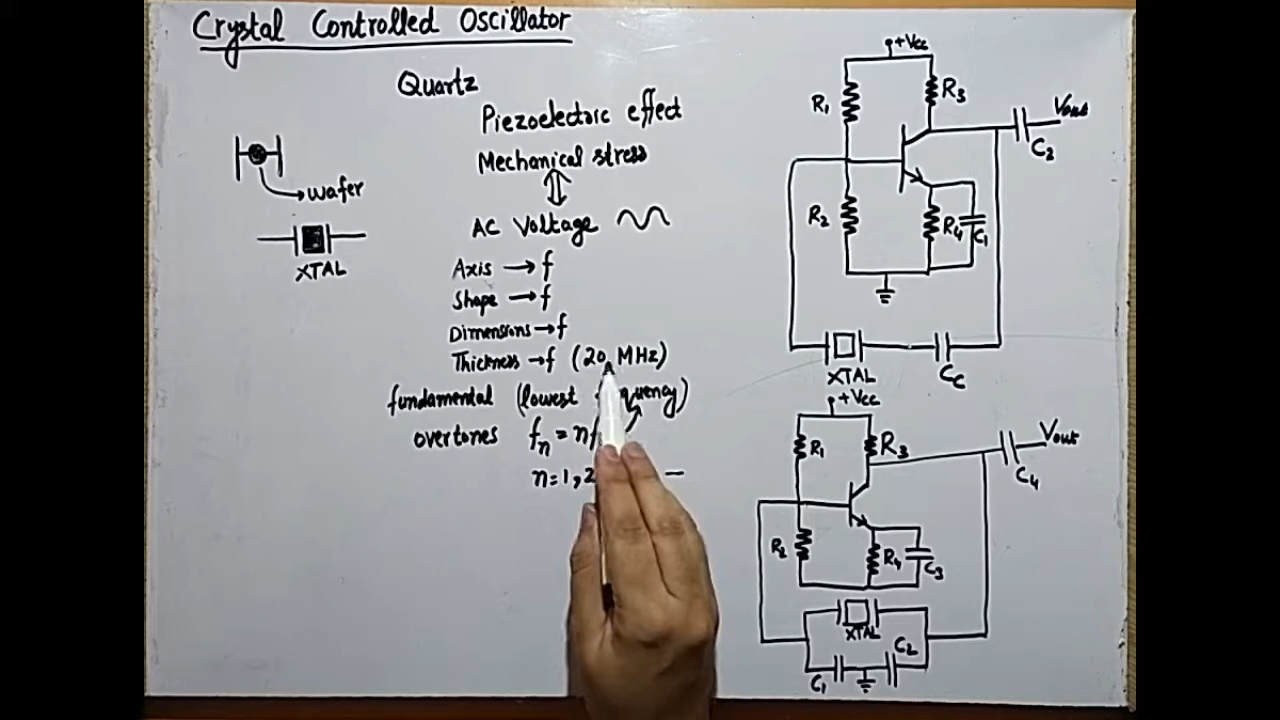 Crystal Controlled Oscillator
Quartz
Piezoelectric effect
Mechanical stress
AC Voltage
wafer
XTAL
Axis → f
Shape → f
Dimensions → f
Thickness → f (20 MHz)
fundamental (lowest
overtones fn = nf
n = 1, 2 —
+Vcc
R1
R3
Vout
C2
R2
R4
C1
XTAL
Cc
+Vcc
R1
R3
Vout
C4
R2
R4
C3
XTAL
C2
C1